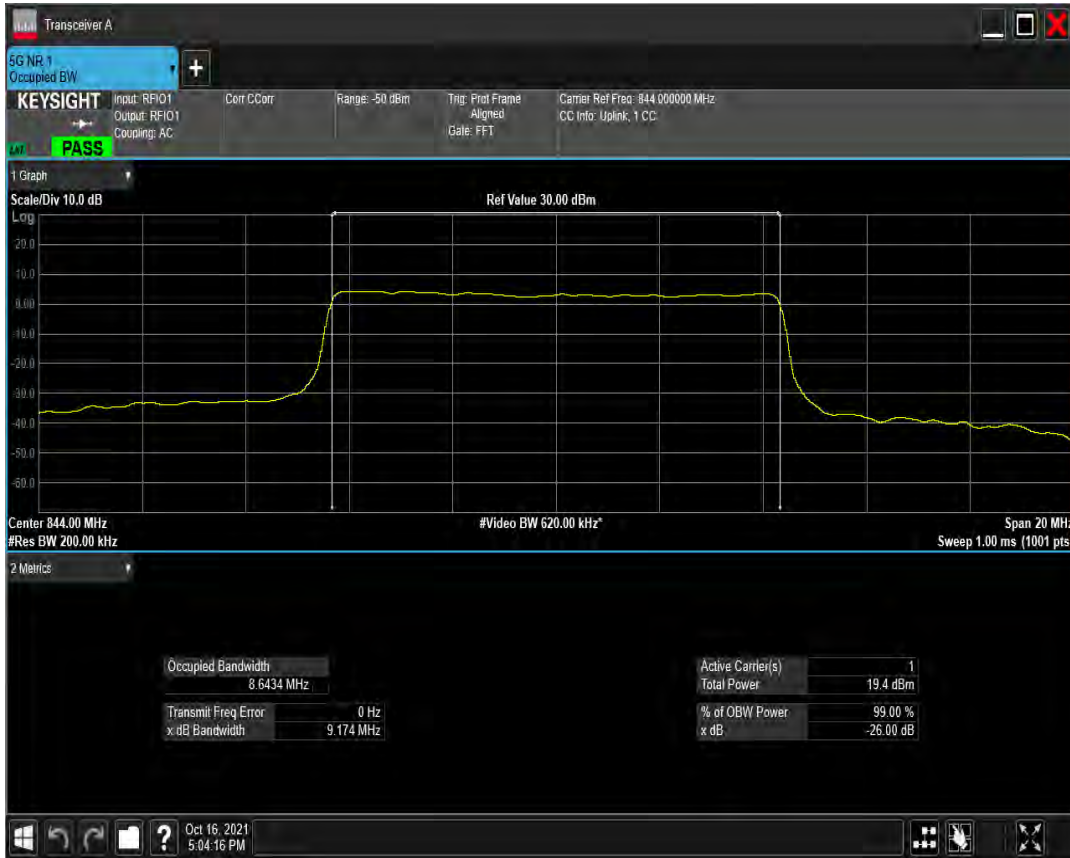 Transceiver A
5G NR 1
Occupied BW
+
KEYSIGHT
PASS
Input: RFIO1
Output: RFIO1
Coupling: AC
Corr CCorr
Range: -50 dBm
Trig: Prot Frame
Aligned
Gate: FFT
Carrier Ref Freq: 844.000000 MHz
CC Info: Uplink, 1 CC
1 Graph
Scale/Div 10.0 dB
Ref Value 30.00 dBm
Log
20.0
10.0
0.00
-10.0
-20.0
-30.0
-40.0
-50.0
-60.0
Center 844.00 MHz
#Video BW 620.00 kHz*
Span 20 MHz
#Res BW 200.00 kHz
Sweep 1.00 ms (1001 pts
2 Metrics
Occupied Bandwidth
8.6434 MHz
Transmit Freq Error 0 Hz
x dB Bandwidth 9.174 MHz
Active Carrier(s) 1
Total Power 19.4 dBm
% of OBW Power 99.00 %
x dB -26.00 dB
?
Oct 16, 2021
5:04:16 PM